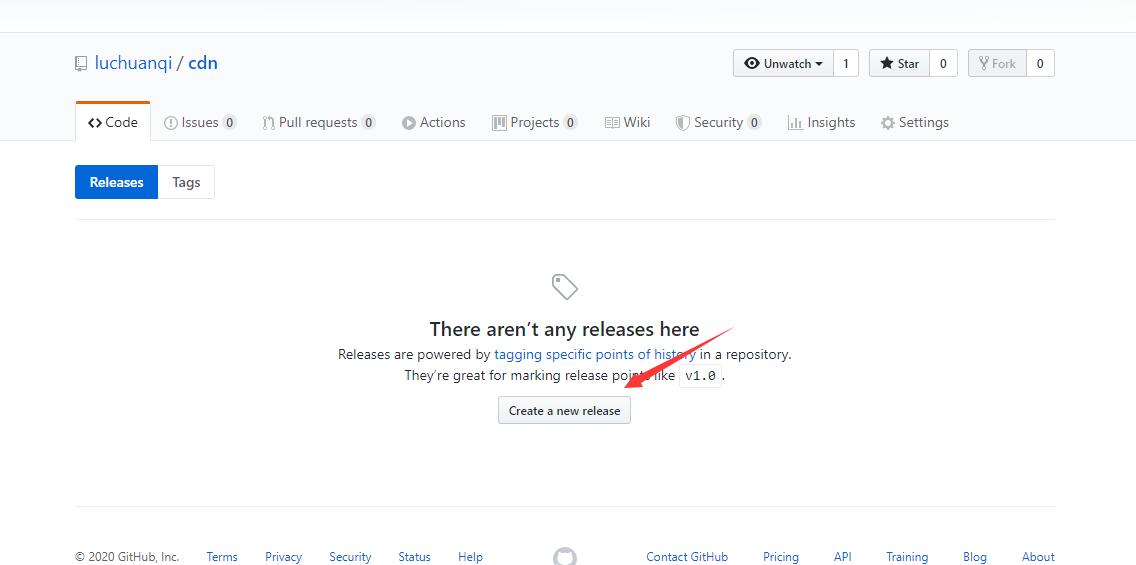 luchuanqi / cdn Unwatch 1 Star 0 Fork 0
Code Issues 0 Pull requests 0 Actions Projects 0 Wiki Security 0 Insights Settings
Releases Tags
There aren’t any releases here
Releases are powered by tagging specific points of history in a repository.
They’re great for marking release points like v1.0 .
Create a new release
© 2020 GitHub, Inc. Terms Privacy Security Status Help Contact GitHub Pricing API Training Blog About